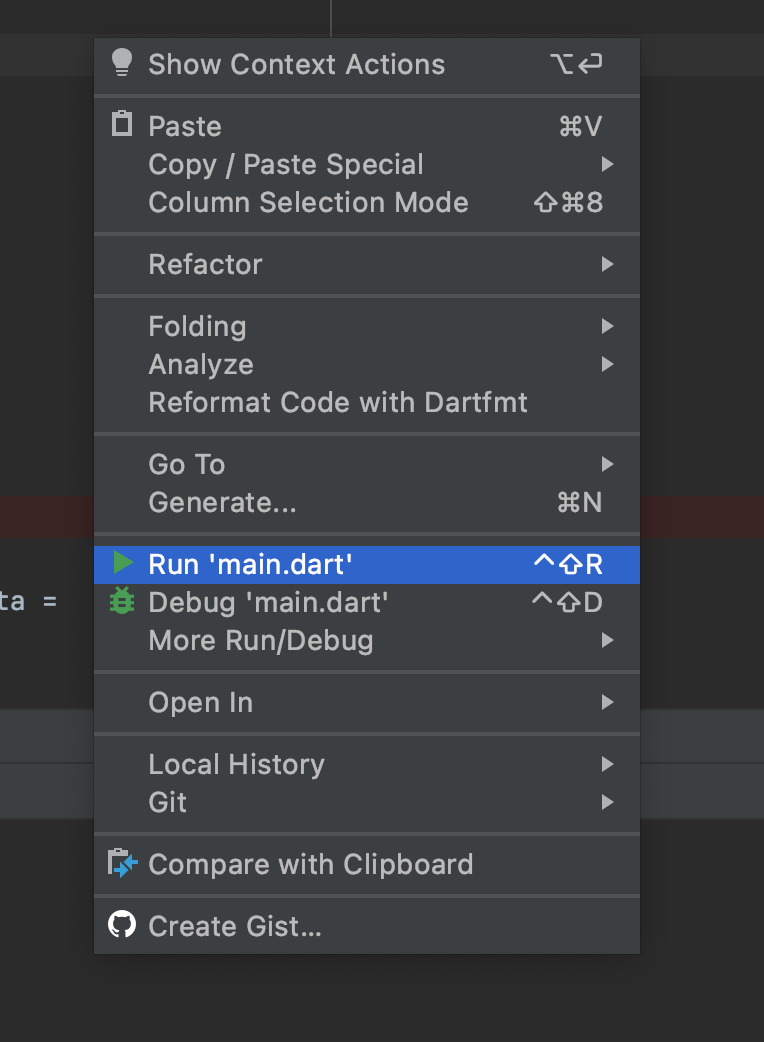 Show Context Actions ⌥⏎
Paste ⌘V
Copy / Paste Special
Column Selection Mode ⇧⌘8
Refactor
Folding
Analyze
Reformat Code with Dartfmt
Go To
Generate... ⌘N
Run 'main.dart' ^⇧R
ta =
Debug 'main.dart' ^⇧D
More Run/Debug
Open In
Local History
Git
Compare with Clipboard
Create Gist...